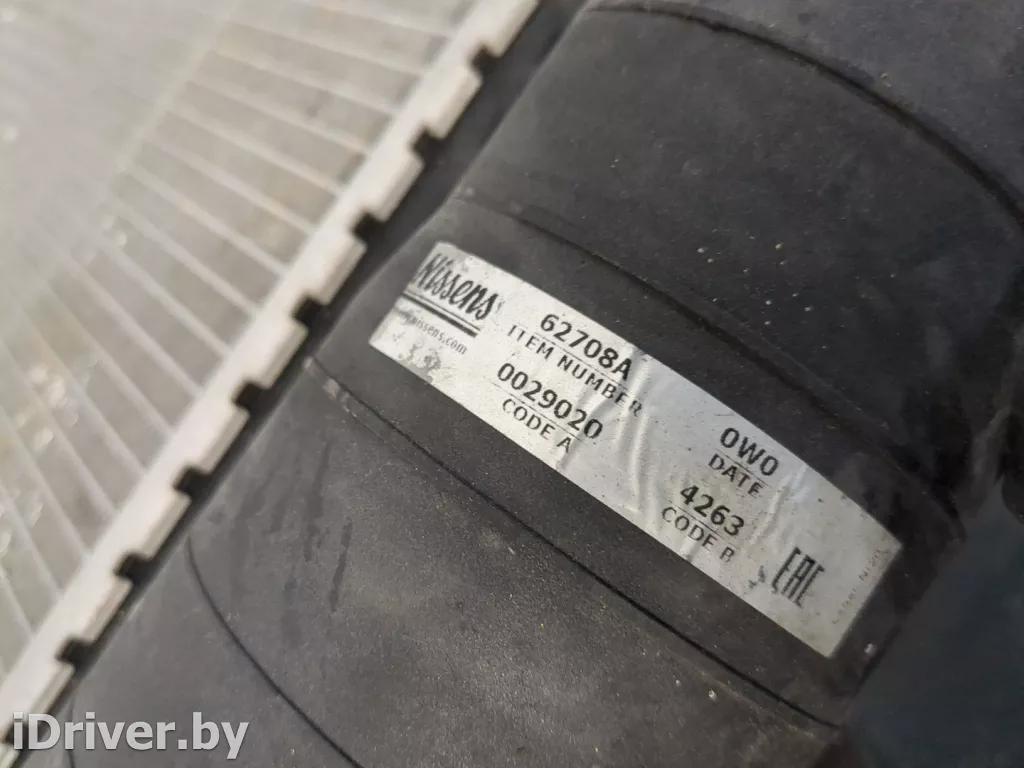 Nissens
62708A
ITEM NUMBER
0029020
CODE A
0W0
DATE
4263
CODE B
EAC
iDriver.by